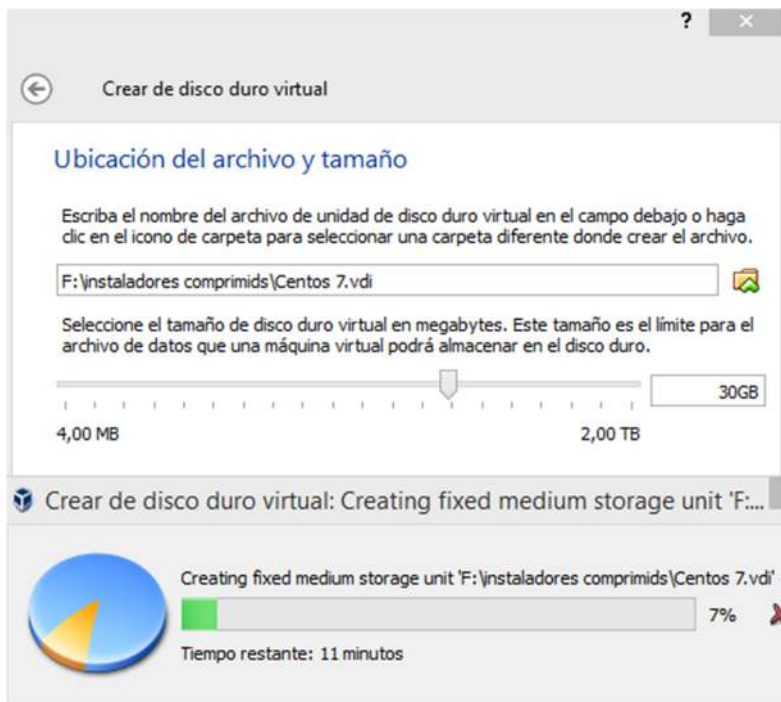 ?
Crear de disco duro virtual
Ubicación del archivo y tamaño
Escriba el nombre del archivo de unidad de disco duro virtual en el campo debajo o haga
clic en el icono de carpeta para seleccionar una carpeta diferente donde crear el archivo.
F:\instaladores comprimids\Centos 7.vdi
Seleccione el tamaño de disco duro virtual en megabytes. Este tamaño es el límite para el
archivo de datos que una máquina virtual podrá almacenar en el disco duro.
30GB
4,00 MB 2,00 TB
Crear de disco duro virtual: Creating fixed medium storage unit 'F:...
Creating fixed medium storage unit 'F:\instaladores comprimids\Centos 7.vdi'
7%
Tiempo restante: 11 minutos